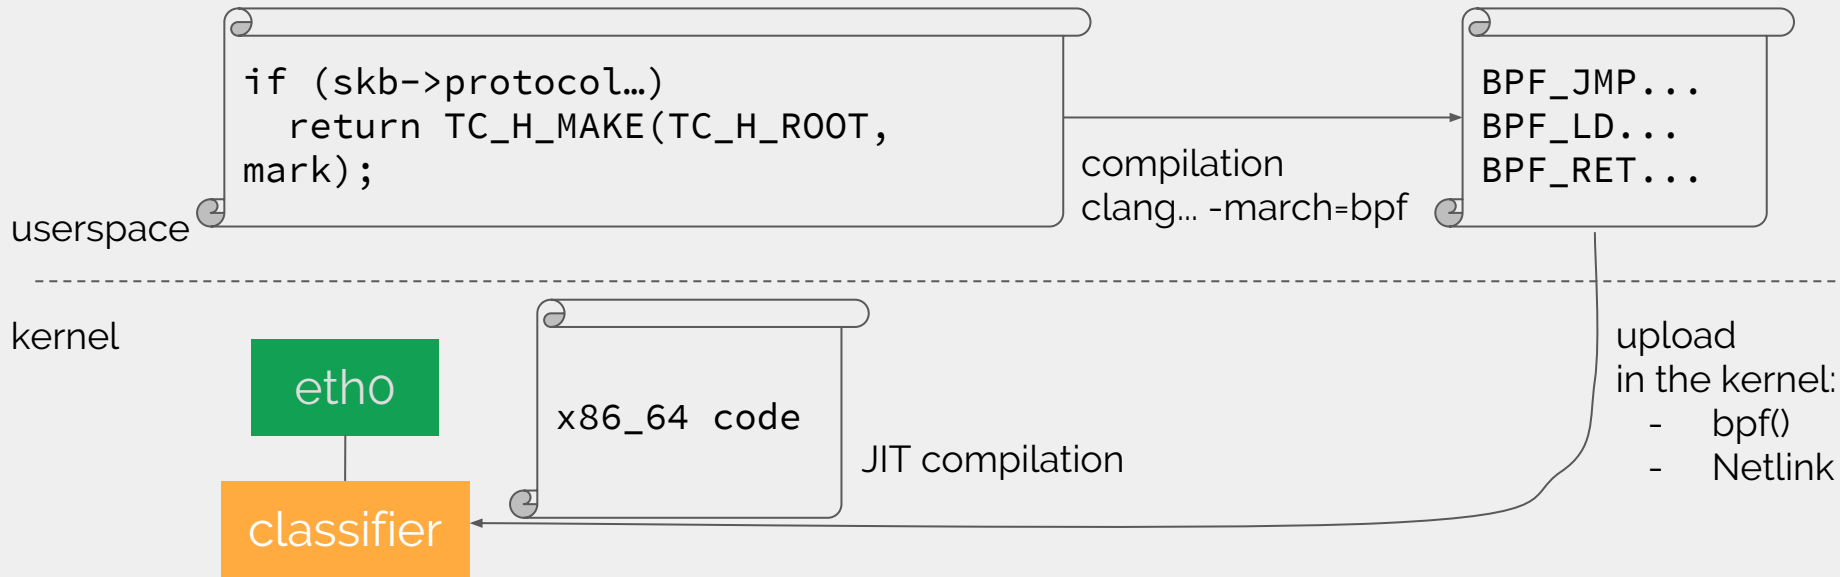 if (skb->protocol…)
  return TC_H_MAKE(TC_H_ROOT,
mark);
BPF_JMP...
BPF_LD...
BPF_RET...
compilation
clang... -march=bpf
userspace
kernel
eth0
classifier
x86_64 code
JIT compilation
upload
in the kernel:
- bpf()
- Netlink